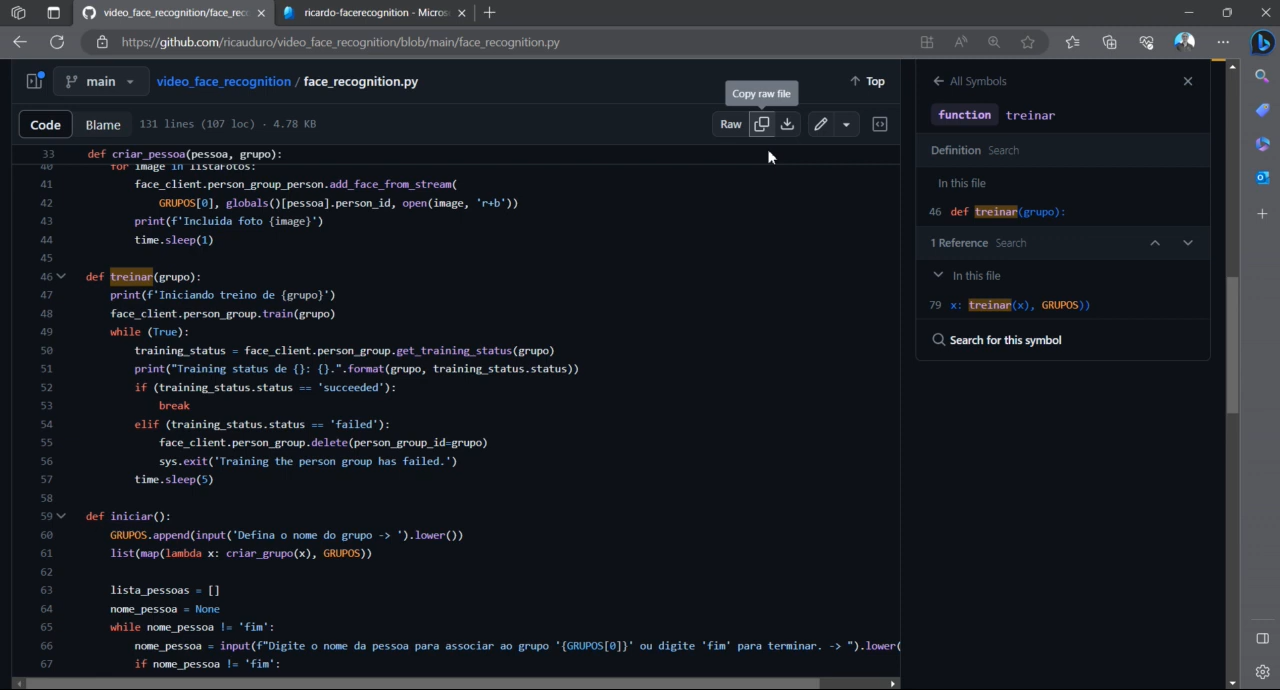 video_face_recognition/face_rec
ricardo-facerecognition - Micros
https://github.com/ricauduro/video_face_recognition/blob/main/face_recognition.py
main
video_face_recognition / face_recognition.py
Top
Copy raw file
Code
Blame
131 lines (107 loc) · 4.78 KB
Raw
33 def criar_pessoa(pessoa, grupo):
40 for image in listaFotos:
41 face_client.person_group_person.add_face_from_stream(
42 GRUPOS[0], globals()[pessoa].person_id, open(image, 'r+b'))
43 print(f'Incluida foto {image}')
44 time.sleep(1)
45
46 def treinar(grupo):
47 print(f'Iniciando treino de {grupo}')
48 face_client.person_group.train(grupo)
49 while (True):
50 training_status = face_client.person_group.get_training_status(grupo)
51 print("Training status de {}: {}.".format(grupo, training_status.status))
52 if (training_status.status == 'succeeded'):
53 break
54 elif (training_status.status == 'failed'):
55 face_client.person_group.delete(person_group_id=grupo)
56 sys.exit('Training the person group has failed.')
57 time.sleep(5)
58
59 def iniciar():
60 GRUPOS.append(input('Defina o nome do grupo -> ').lower())
61 list(map(lambda x: criar_grupo(x), GRUPOS))
62
63 lista_pessoas = []
64 nome_pessoa = None
65 while nome_pessoa != 'fim':
66 nome_pessoa = input(f"Digite o nome da pessoa para associar ao grupo '{GRUPOS[0]}' ou digite 'fim' para terminar. -> ").lower(
67 if nome_pessoa != 'fim':
All Symbols
function treinar
Definition Search
In this file
46 def treinar(grupo):
1 Reference Search
In this file
79 x: treinar(x), GRUPOS))
Search for this symbol